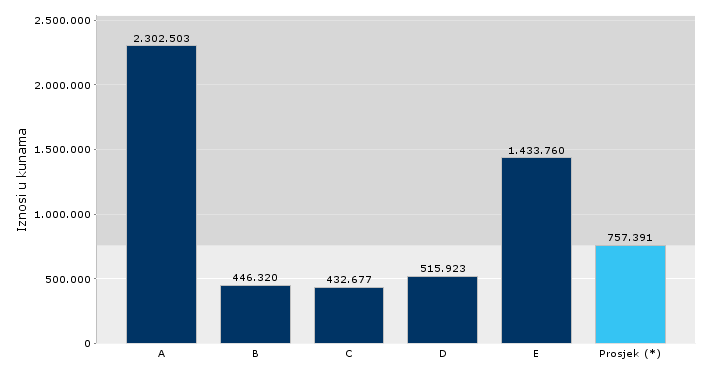 2.500.000
2.000.000
1.500.000
1.000.000
500.000
0
Iznosi u kunama
2.302.503
446.320
432.677
515.923
1.433.760
757.391
A
B
C
D
E
Prosjek (*)